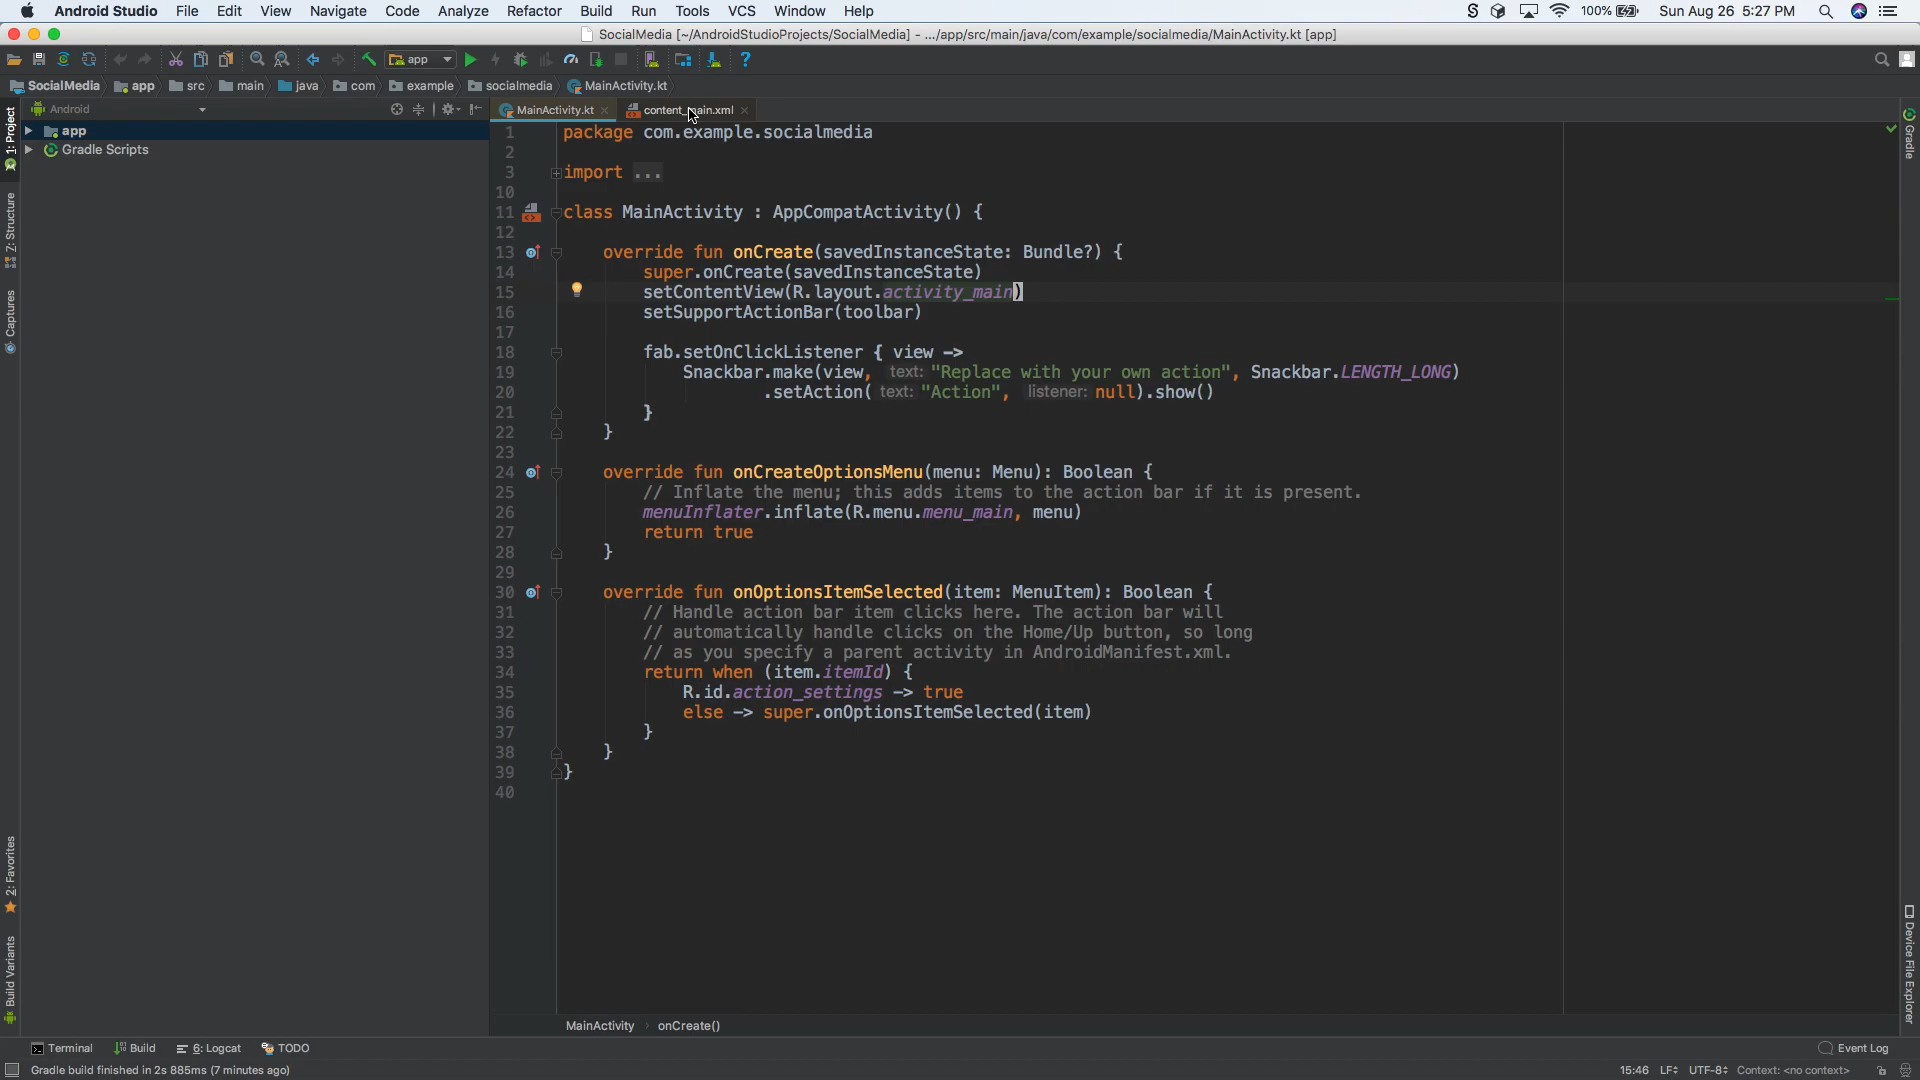 Android Studio File Edit View Navigate Code Analyze Refactor Build Run Tools VCS Window Help 100% Sun Aug 26 5:27 PM
SocialMedia [~/AndroidStudioProjects/SocialMedia] - .../app/src/main/java/com/example/socialmedia/MainActivity.kt [app]
app
SocialMedia app src main java com example socialmedia MainActivity.kt
Android
MainActivity.kt content_main.xml
app
Gradle Scripts
1: Project
7: Structure
Captures
2: Favorites
Build Variants
1 package com.example.socialmedia
2
3 import ...
10
11 class MainActivity : AppCompatActivity() {
12
13 override fun onCreate(savedInstanceState: Bundle?) {
14 super.onCreate(savedInstanceState)
15 setContentView(R.layout.activity_main)
16 setSupportActionBar(toolbar)
17
18 fab.setOnClickListener { view ->
19 Snackbar.make(view, text: "Replace with your own action", Snackbar.LENGTH_LONG)
20 .setAction( text: "Action", listener: null).show()
21 }
22 }
23
24 override fun onCreateOptionsMenu(menu: Menu): Boolean {
25 // Inflate the menu; this adds items to the action bar if it is present.
26 menuInflater.inflate(R.menu.menu_main, menu)
27 return true
28 }
29
30 override fun onOptionsItemSelected(item: MenuItem): Boolean {
31 // Handle action bar item clicks here. The action bar will
32 // automatically handle clicks on the Home/Up button, so long
33 // as you specify a parent activity in AndroidManifest.xml.
34 return when (item.itemId) {
35 R.id.action_settings -> true
36 else -> super.onOptionsItemSelected(item)
37 }
38 }
39 }
40
Gradle
Device File Explorer
MainActivity › onCreate()
Terminal Build 6: Logcat TODO Event Log
Gradle build finished in 2s 885ms (7 minutes ago) 15:46 LF÷ UTF-8÷ Context: <no context>